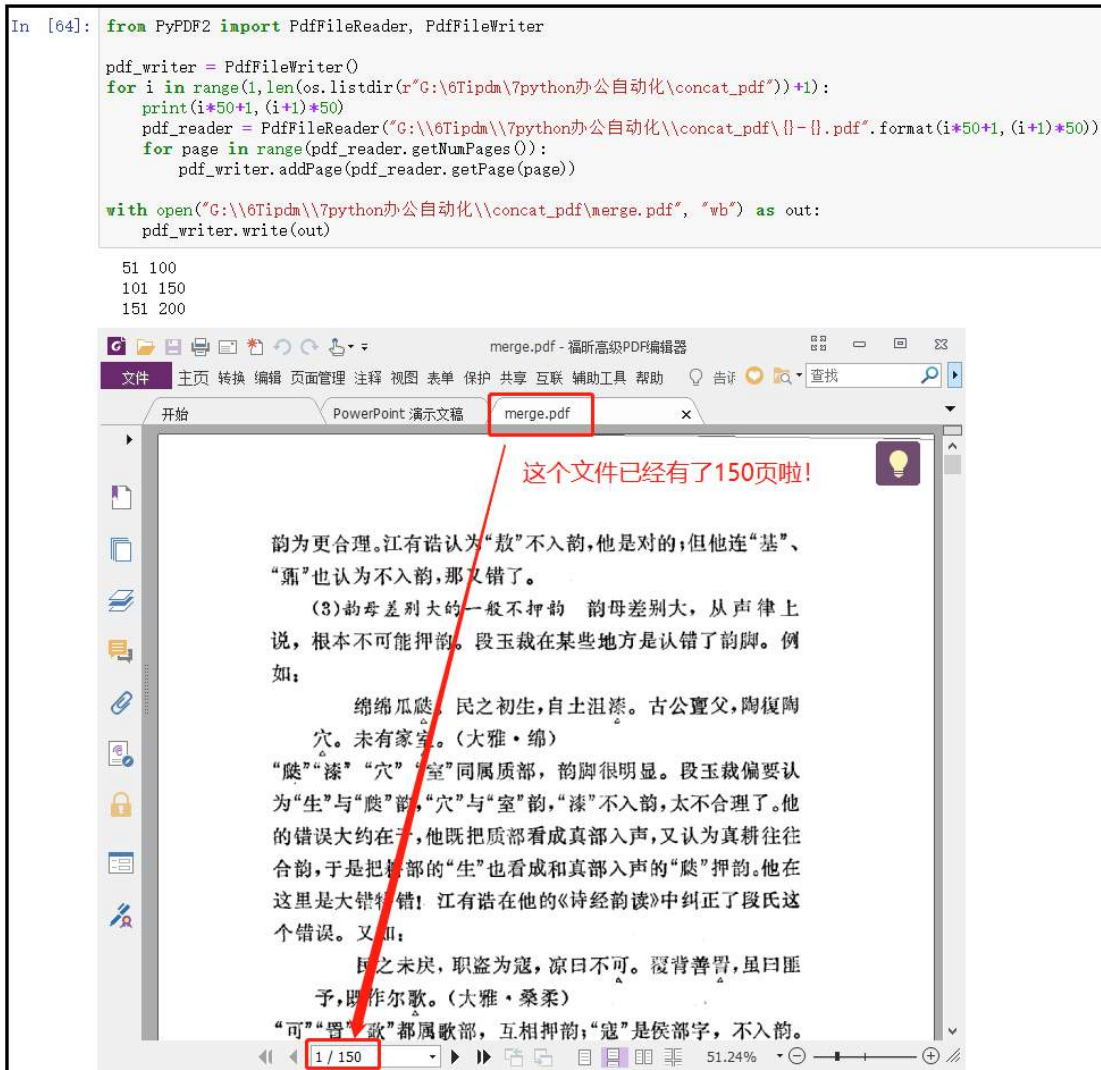 In [64]: from PyPDF2 import PdfFileReader, PdfFileWriter
pdf_writer = PdfFileWriter()
for i in range(1,len(os.listdir(r"G:\6Tipdm\7python办公自动化\concat_pdf"))+1):
    print(i*50+1,(i+1)*50)
    pdf_reader = PdfFileReader("G:\\6Tipdm\\7python办公自动化\\concat_pdf\{}-{}.pdf".format(i*50+1,(i+1)*50))
    for page in range(pdf_reader.getNumPages()):
        pdf_writer.addPage(pdf_reader.getPage(page))
with open("G:\\6Tipdm\\7python办公自动化\\concat_pdf\merge.pdf", "wb") as out:
    pdf_writer.write(out)
51 100
101 150
151 200
merge.pdf - 福昕高级PDF编辑器
文件 主页 转换 编辑 页面管理 注释 视图 表单 保护 共享 互联 辅助工具 帮助 告诉 查找
开始 PowerPoint 演示文稿 merge.pdf
这个文件已经有了150页啦!
韵为更合理。江有诰认为“敖”不入韵,他是对的;但他连“基”、
“鼐”也认为不入韵,那又错了。
(3)韵母差别大的一般不押韵 韵母差别大，从声律上
说，根本不可能押韵。段玉裁在某些地方是认错了韵脚。例
如：
绵绵瓜瓞。民之初生,自土沮漆。古公亶父,陶復陶
穴。未有家室。(大雅·绵)
“瓞”“漆”“穴”“室”同属质部，韵脚很明显。段玉裁偏要认
为“生”与“瓞”韵,“穴”与“室”韵,“漆”不入韵,太不合理了。他
的错误大约在于,他既把质部看成真部入声,又认为真耕往往
合韵,于是把耕部的“生”也看成和真部入声的“瓞”押韵。他在
这里是大错特错! 江有诰在他的《诗经韵读》中纠正了段氏这
个错误。又如：
民之未戾，职盗为寇，凉曰不可。覆背善詈,虽曰匪
予,既作尔歌。(大雅·桑柔)
“可”“詈”“歌”都属歌部，互相押韵;“寇”是侯部字，不入韵。
1 / 150 51.24%